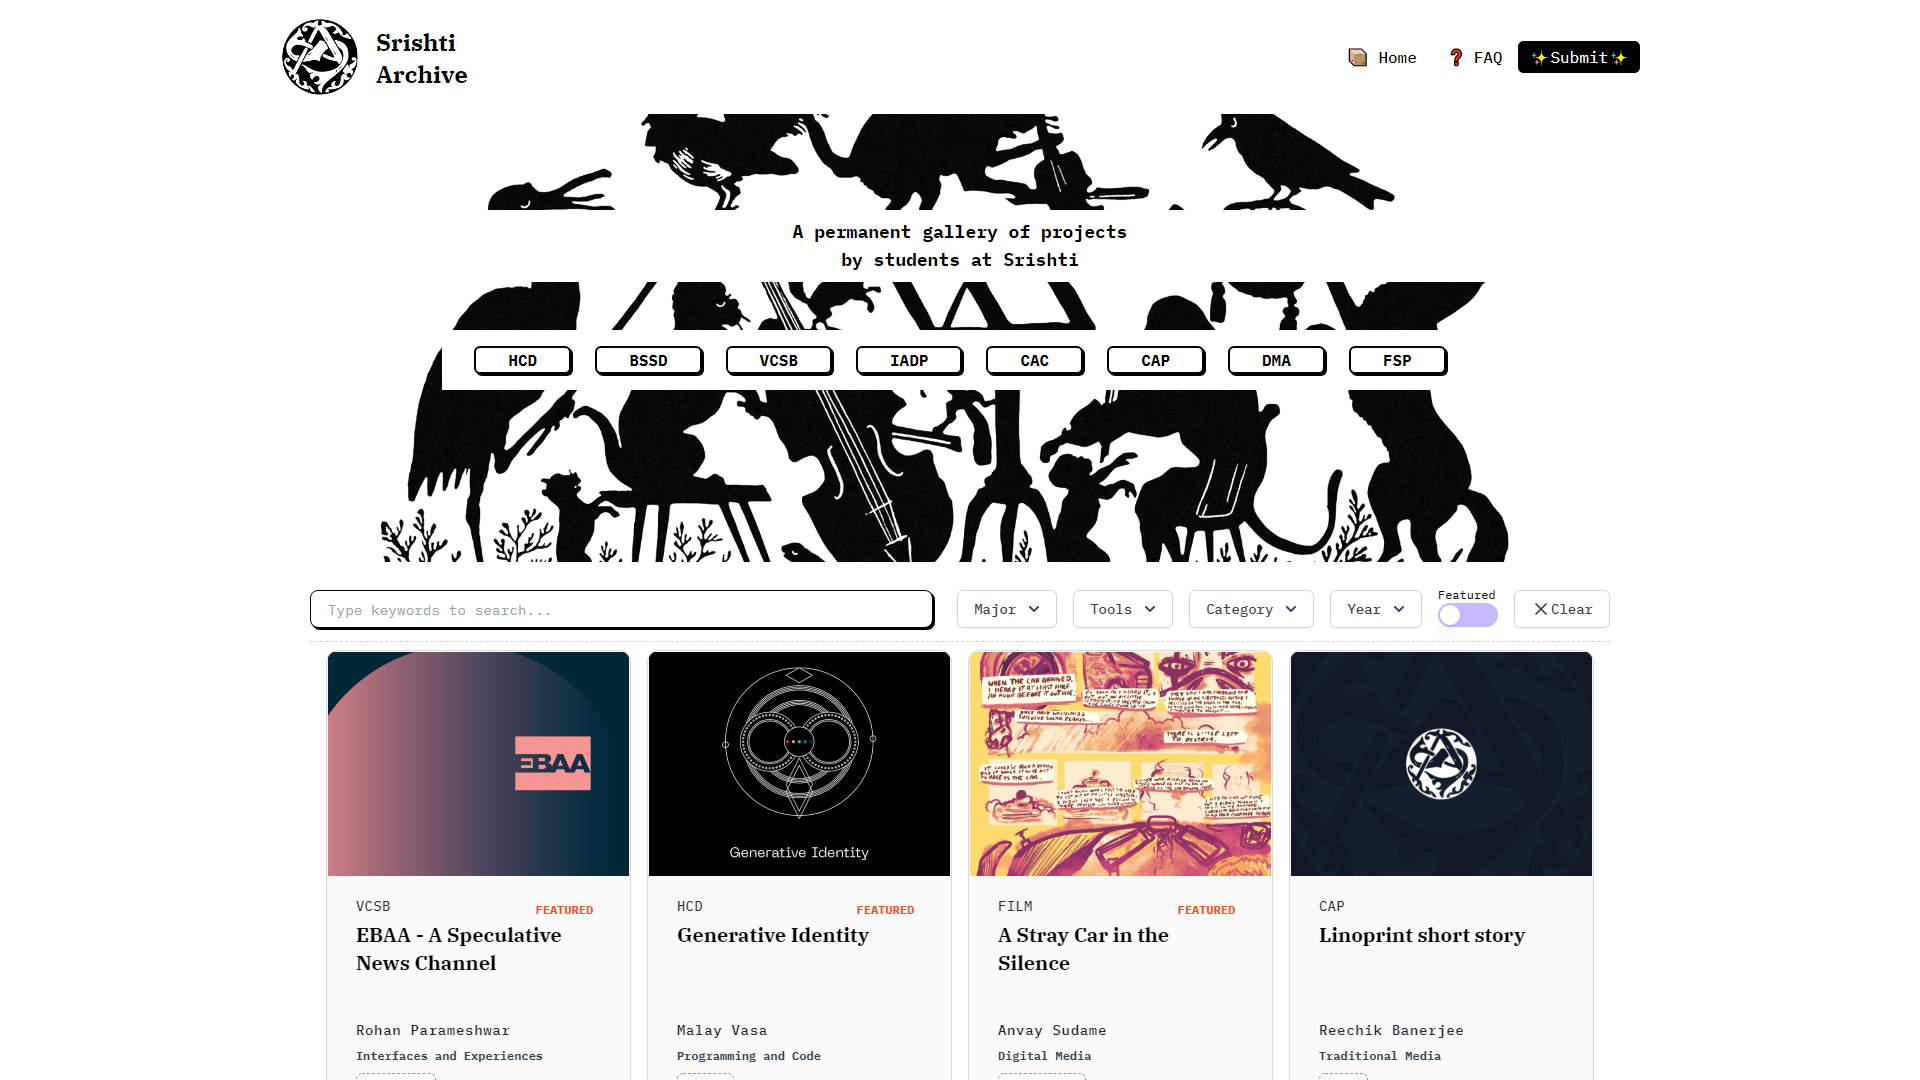 Srishti
Archive
Home
FAQ
✨Submit✨
A permanent gallery of projects
by students at Srishti
HCD
BSSD
VCSB
IADP
CAC
CAP
DMA
FSP
Type keywords to search...
Major
Tools
Category
Year
Featured
Clear
EBAA
Generative Identity
WHEN THE CAR ARRIVED,
I HEARD IT AT LEAST HALF
AN HOUR BEFORE IT GOT HERE.
THERE IS LITTLE LEFT
TO DESTROY.
VCSB
FEATURED
EBAA - A Speculative
News Channel
Rohan Parameshwar
Interfaces and Experiences
HCD
FEATURED
Generative Identity
Malay Vasa
Programming and Code
FILM
FEATURED
A Stray Car in the
Silence
Anvay Sudame
Digital Media
CAP
Linoprint short story
Reechik Banerjee
Traditional Media